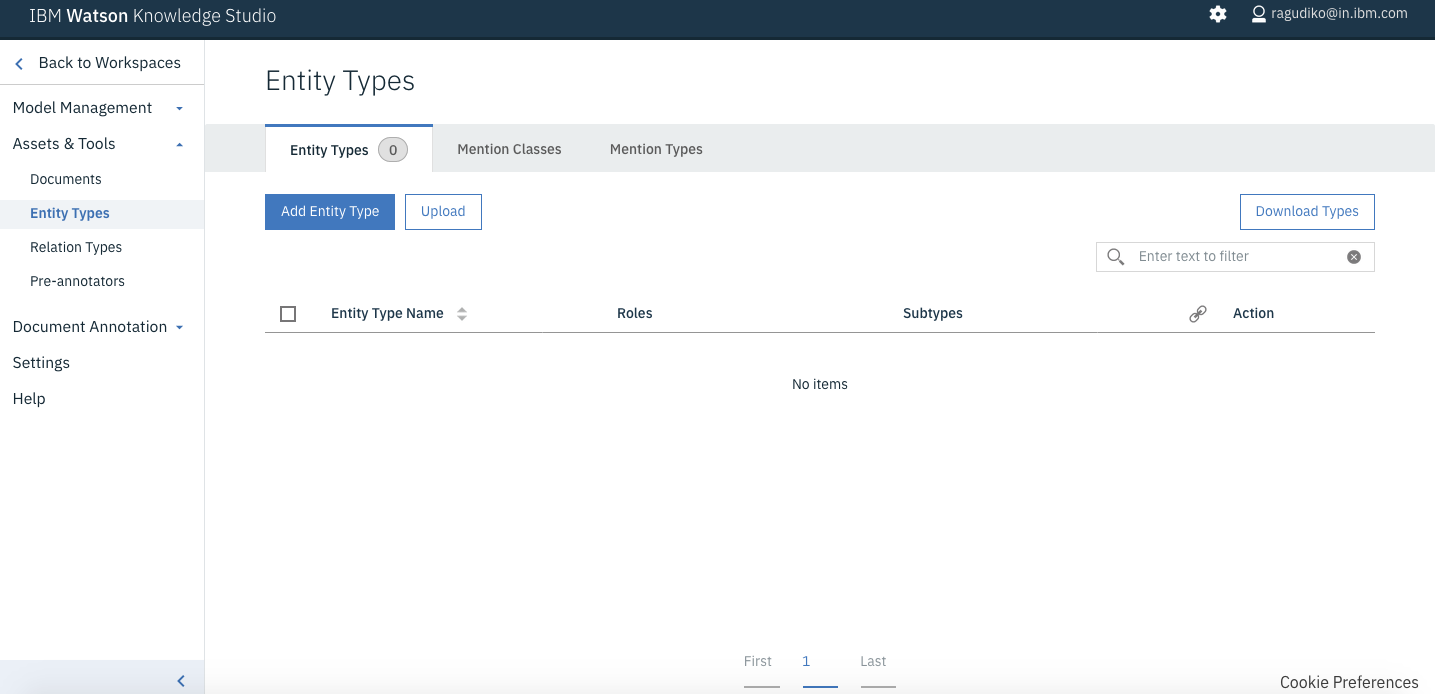 IBM Watson Knowledge Studio
ragudiko@in.ibm.com
Back to Workspaces
Model Management
Assets & Tools
Documents
Entity Types
Relation Types
Pre-annotators
Document Annotation
Settings
Help
Entity Types
Entity Types 0 Mention Classes Mention Types
Add Entity Type Upload Download Types
Enter text to filter
Entity Type Name Roles Subtypes Action
No items
First 1 Last
Cookie Preferences